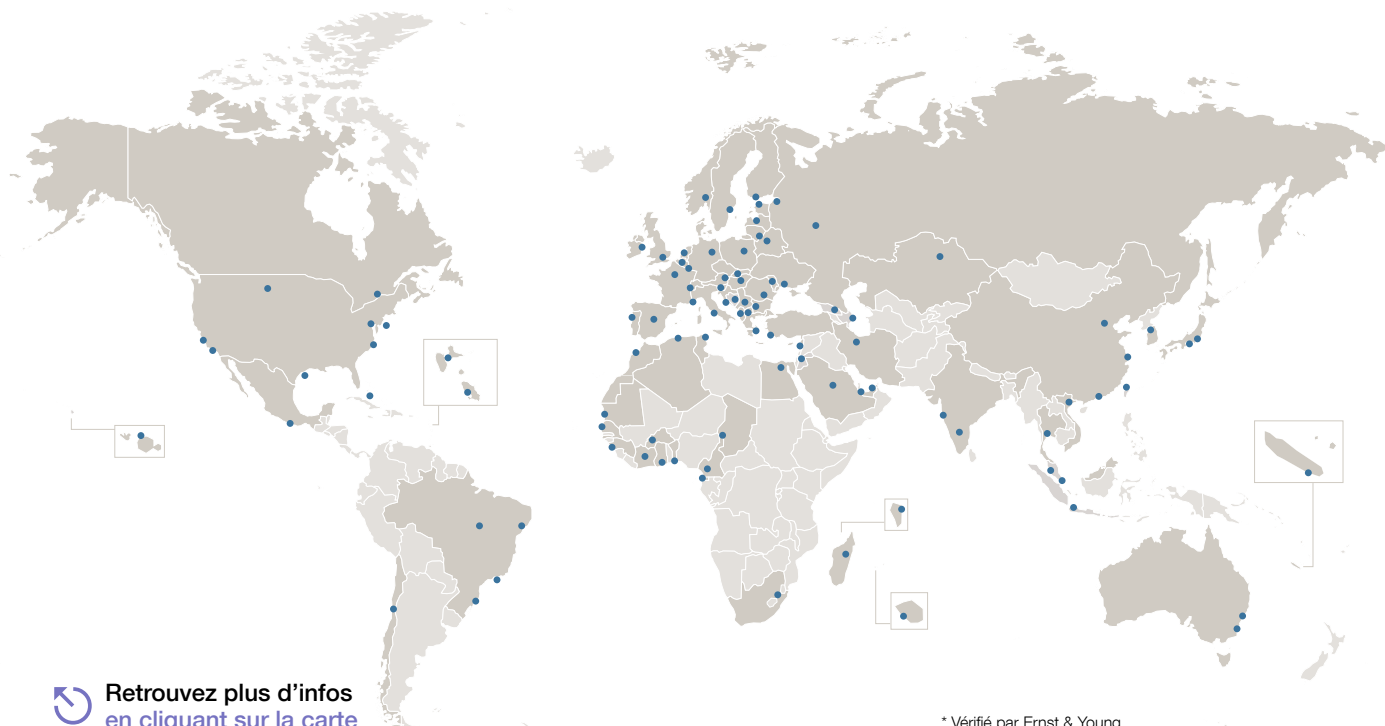 Retrouvez plus d’infos
en cliquant sur la carte
* Vérifié par Ernst & Young